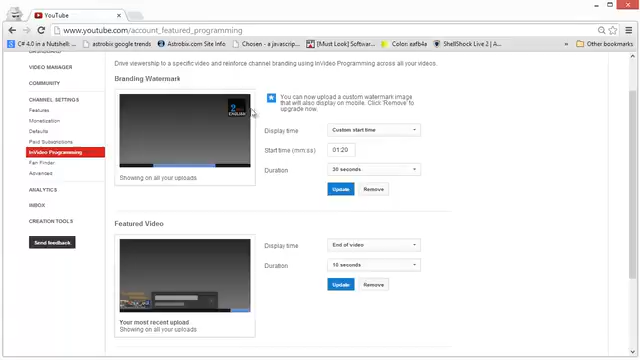 YouTube
www.youtube.com/account_featured_programming
C# 4.0 in a Nutshell:
astrobix google trends
Astrobix.com Site Info
Chosen - a javascript
[Must Look] Softwar
Colori aafb4a
ShellShock Live 2 |
Other bookmarks
VIDEO MANAGER
COMMUNITY
CHANNEL SETTINGS
Features
Monetization
Defaults
Paid Subscriptions
InVideo Programming
Fan Finder
Advanced
ANALYTICS
INBOX
CREATION TOOLS
Send feedback
Drive viewership to a specific video and reinforce channel branding using InVideo Programming across all your videos.
Branding Watermark
2
ENGLISH
Showing on all your uploads
You can now upload a custom watermark image
that will also display on mobile. Click 'Remove' to
upgrade now.
Display time
Custom start time
Start time (mm:ss)
01:20
Duration
30 seconds
Update
Remove
Featured Video
Your most recent upload
Showing on all your uploads
Display time
End of video
Duration
10 seconds
Update
Remove